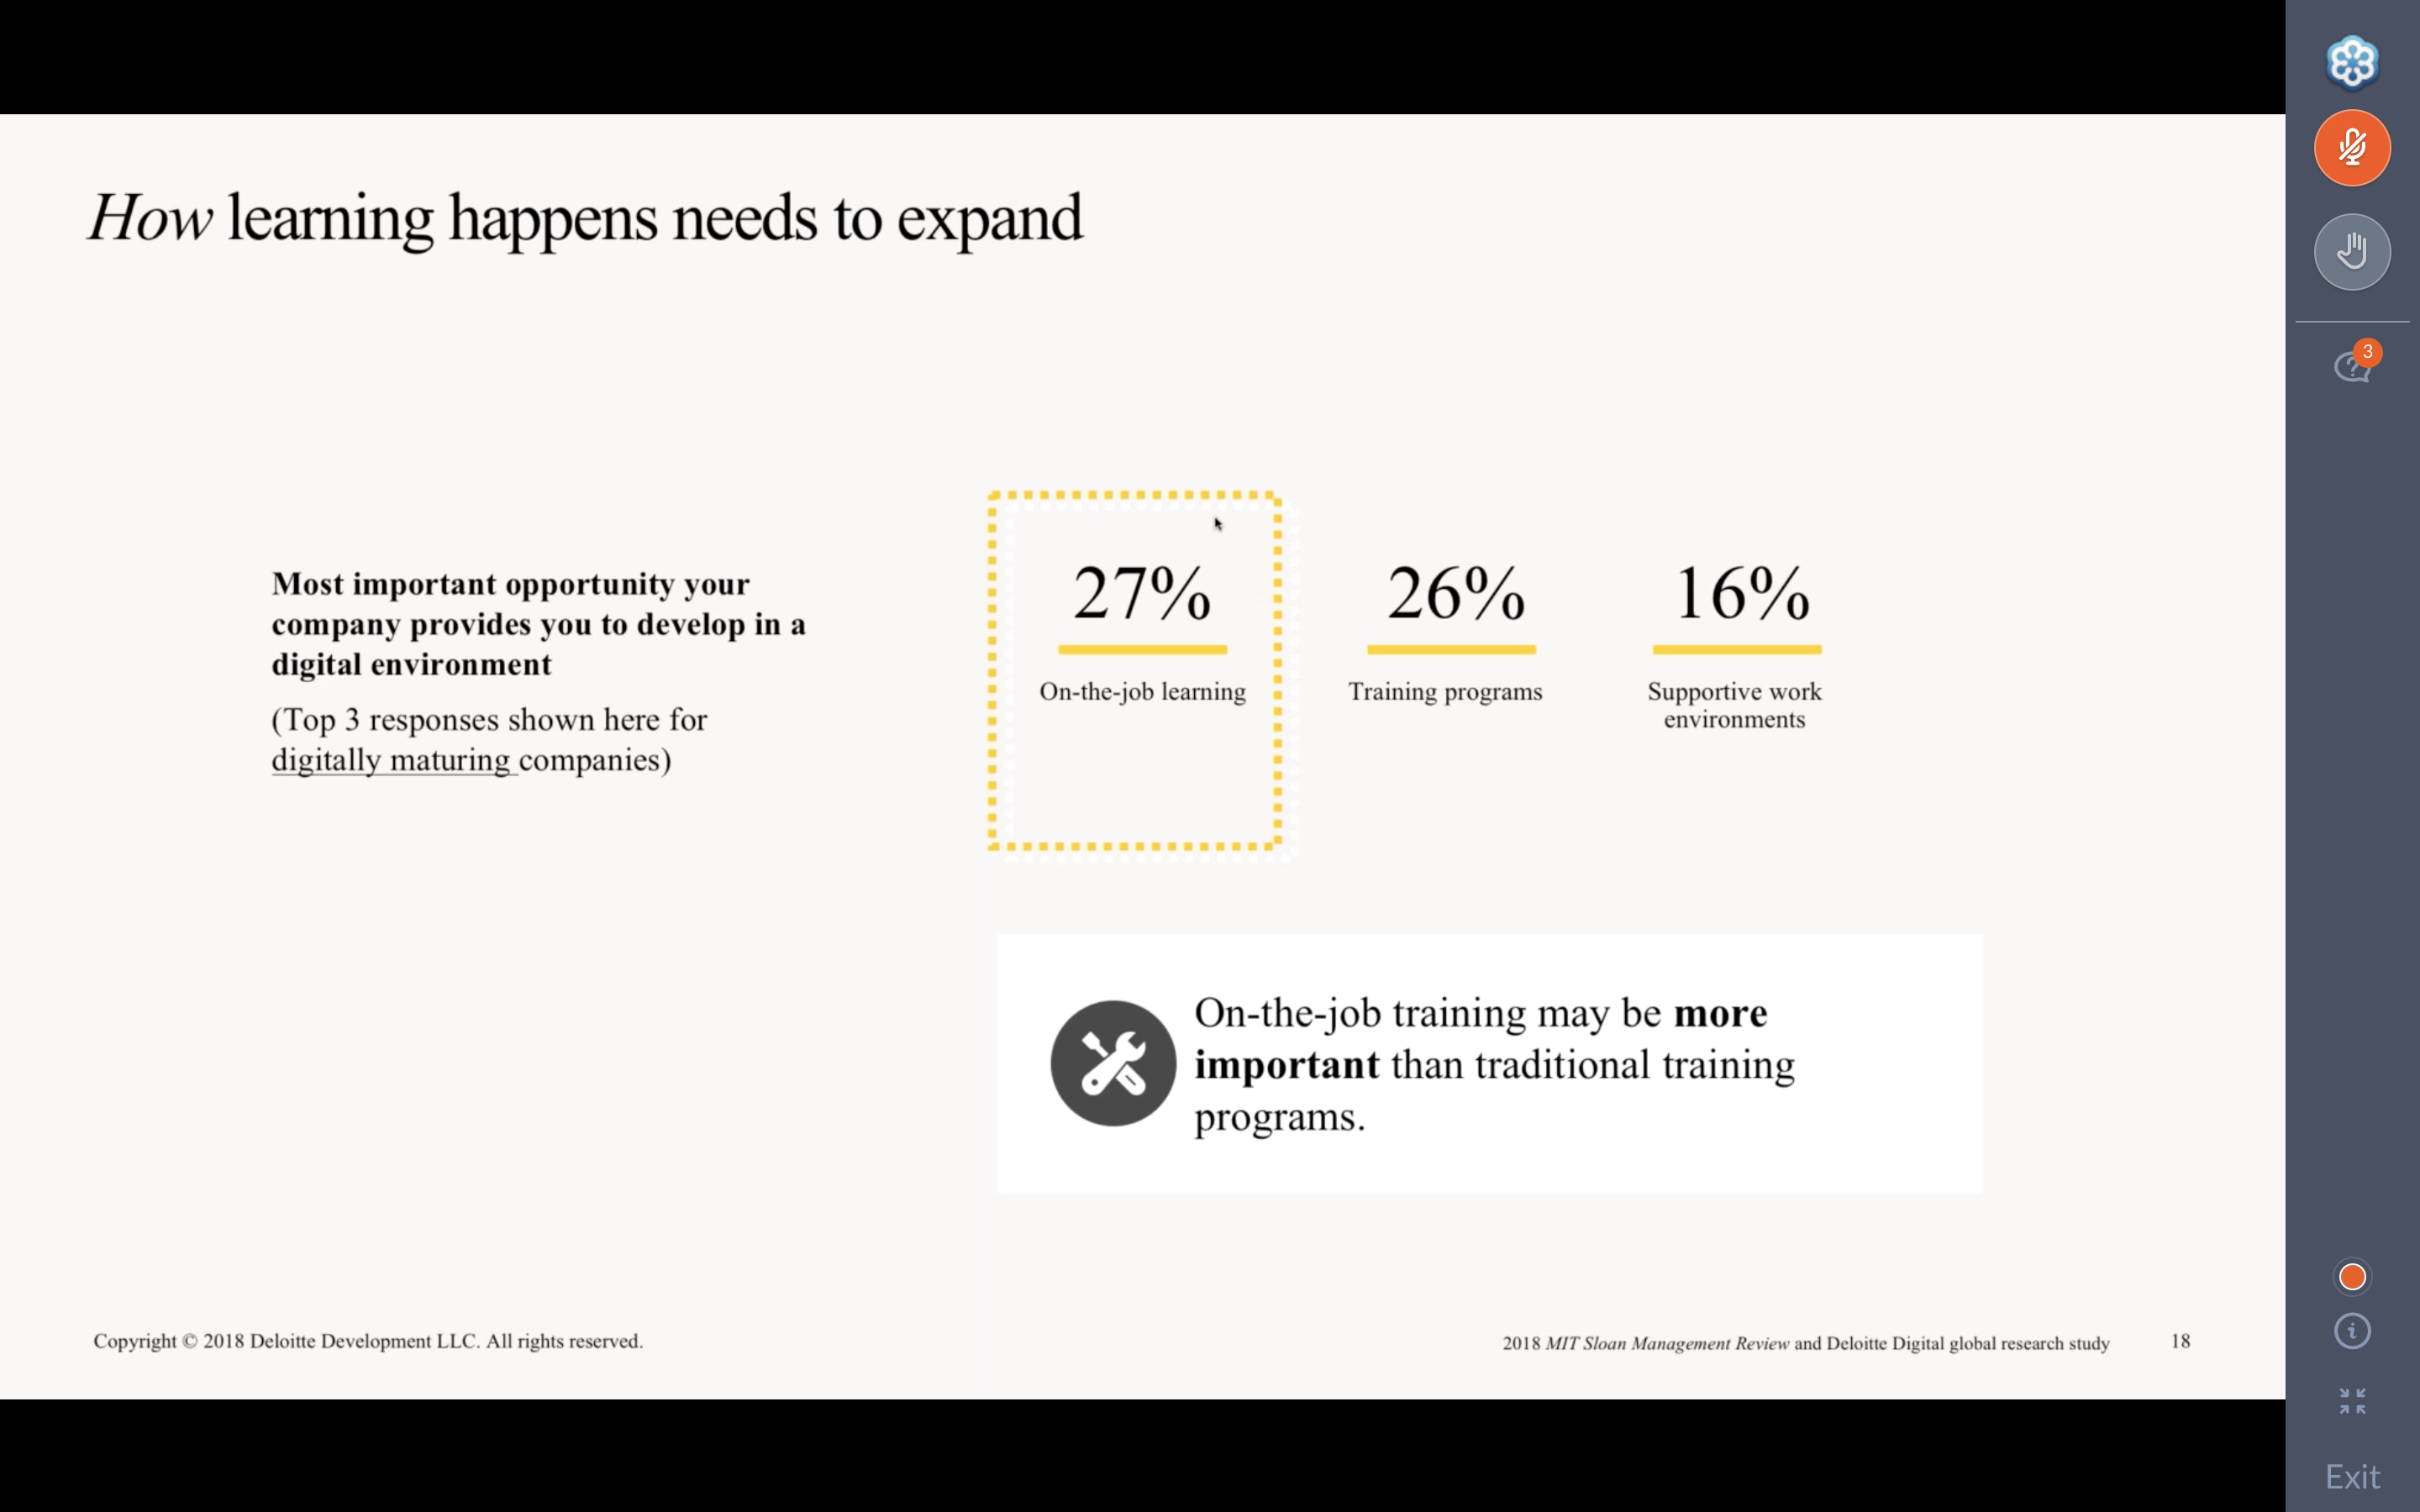 How learning happens needs to expand
Most important opportunity your
company provides you to develop in a
digital environment
(Top 3 responses shown here for
digitally maturing companies)
27%
On-the-job learning
26%
Training programs
16%
Supportive work
environments
On-the-job training may be more
important than traditional training
programs.
Copyright © 2018 Deloitte Development LLC. All rights reserved.
2018 MIT Sloan Management Review and Deloitte Digital global research study
18
3
Exit